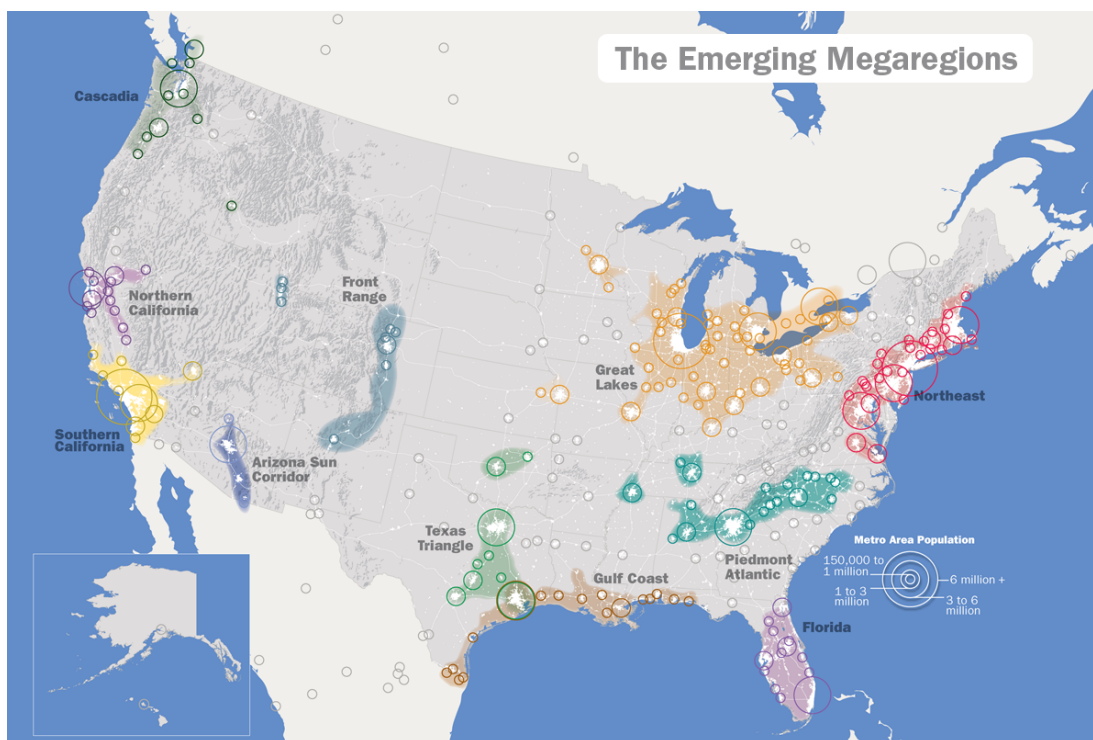 The Emerging Megaregions
Cascadia
Northern
California
Front
Range
Great
Lakes
Northeast
Southern
California
Arizona Sun
Corridor
Texas
Triangle
Gulf Coast
Piedmont
Atlantic
Florida
Metro Area Population
150,000 to
1 million
1 to 3
million
6 million +
3 to 6
million